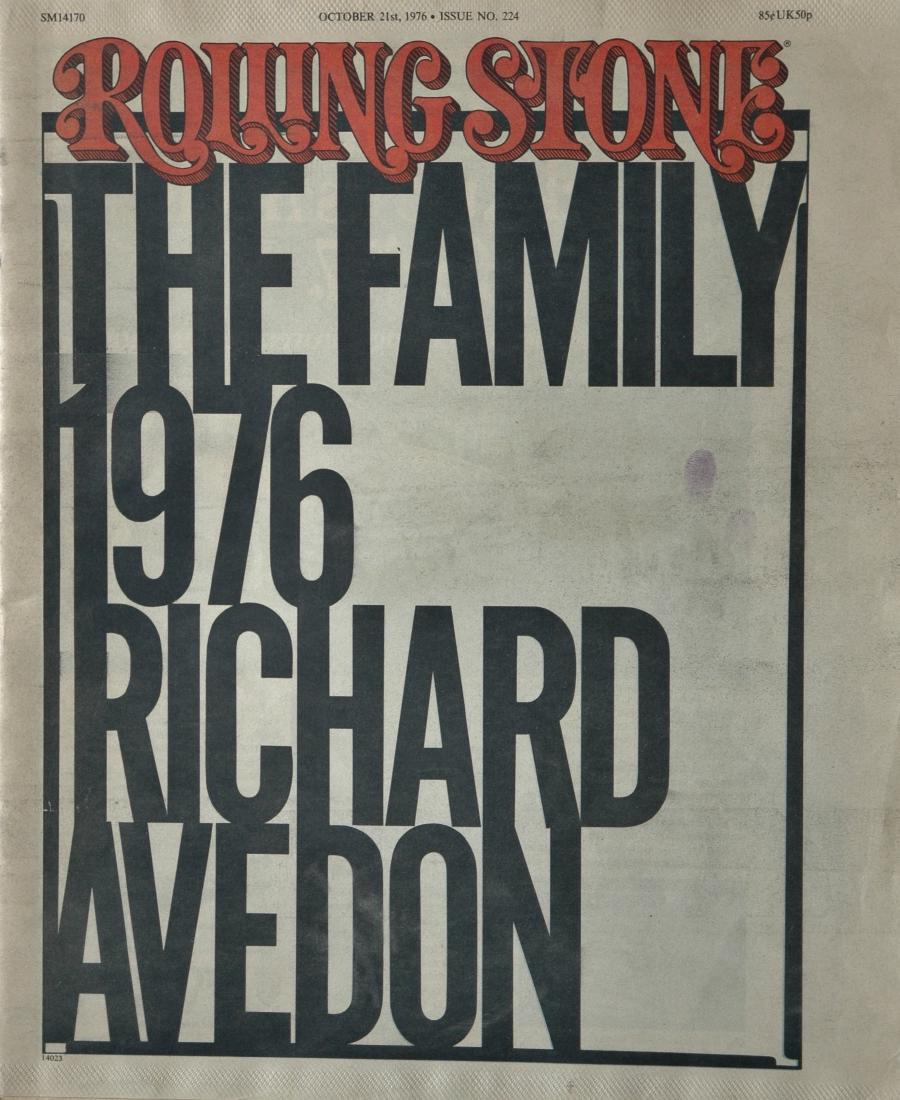 SM14170
OCTOBER 21st, 1976 • ISSUE NO. 224
85¢UK50p
ROLLING STONE®
THE FAMILY
1976
RICHARD
AVEDON
14023